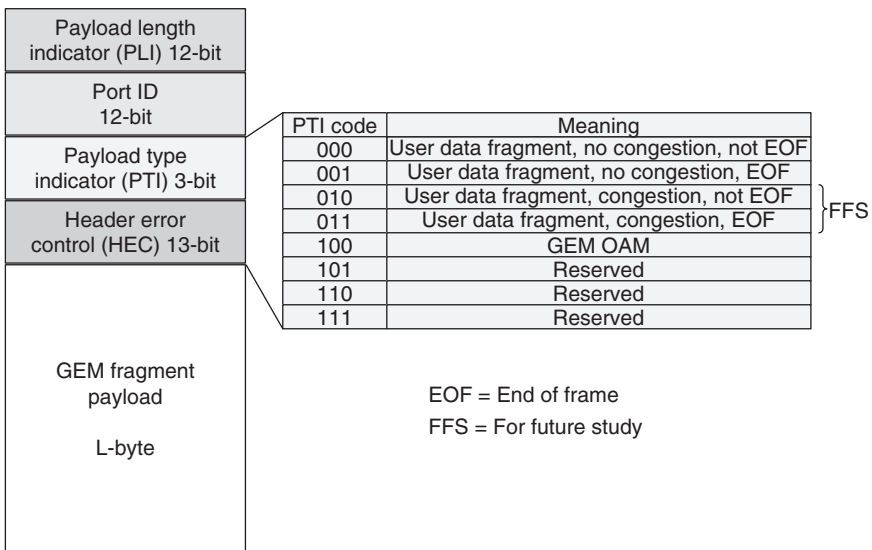 Payload length
indicator (PLI) 12-bit
Port ID
12-bit
Payload type
indicator (PTI) 3-bit
Header error
control (HEC) 13-bit
GEM fragment
payload
L-byte
PTI code Meaning
000 User data fragment, no congestion, not EOF
001 User data fragment, no congestion, EOF
010 User data fragment, congestion, not EOF
011 User data fragment, congestion, EOF
FFS
100 GEM OAM
101 Reserved
110 Reserved
111 Reserved
EOF = End of frame
FFS = For future study